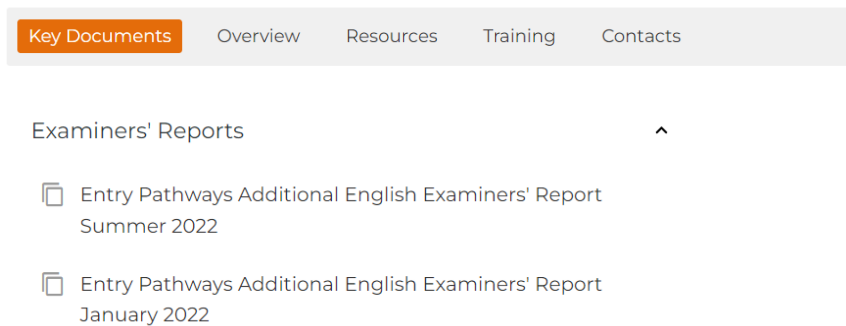 Key Documents Overview Resources Training Contacts
Examiners' Reports
Entry Pathways Additional English Examiners' Report
Summer 2022
Entry Pathways Additional English Examiners' Report
January 2022